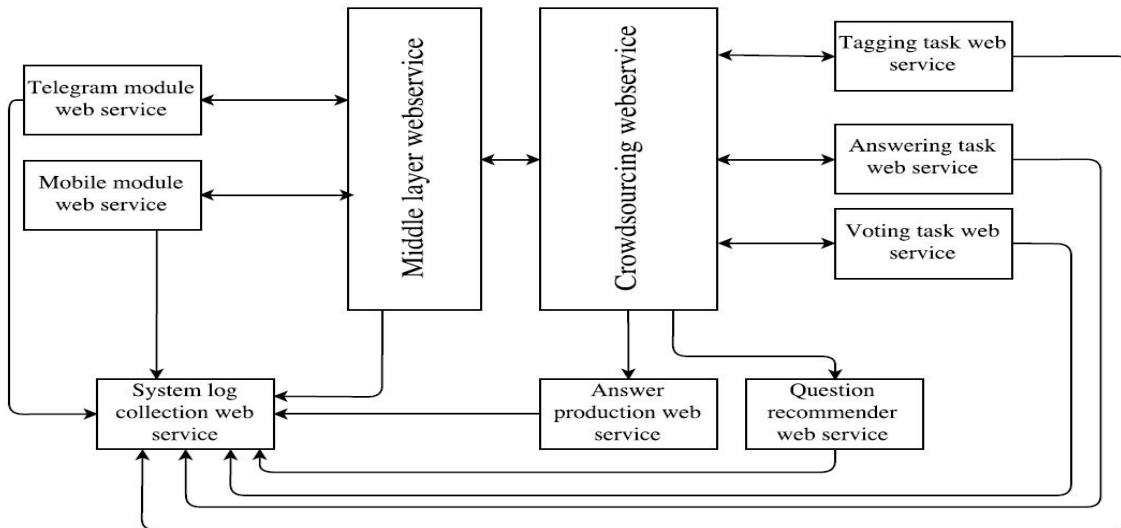 Telegram module
web service
Mobile module
web service
Middle layer webservice
Crowdsourcing webservice
Tagging task web
service
Answering task
web service
Voting task web
service
System log
collection web
service
Answer
production web
service
Question
recommender
web service